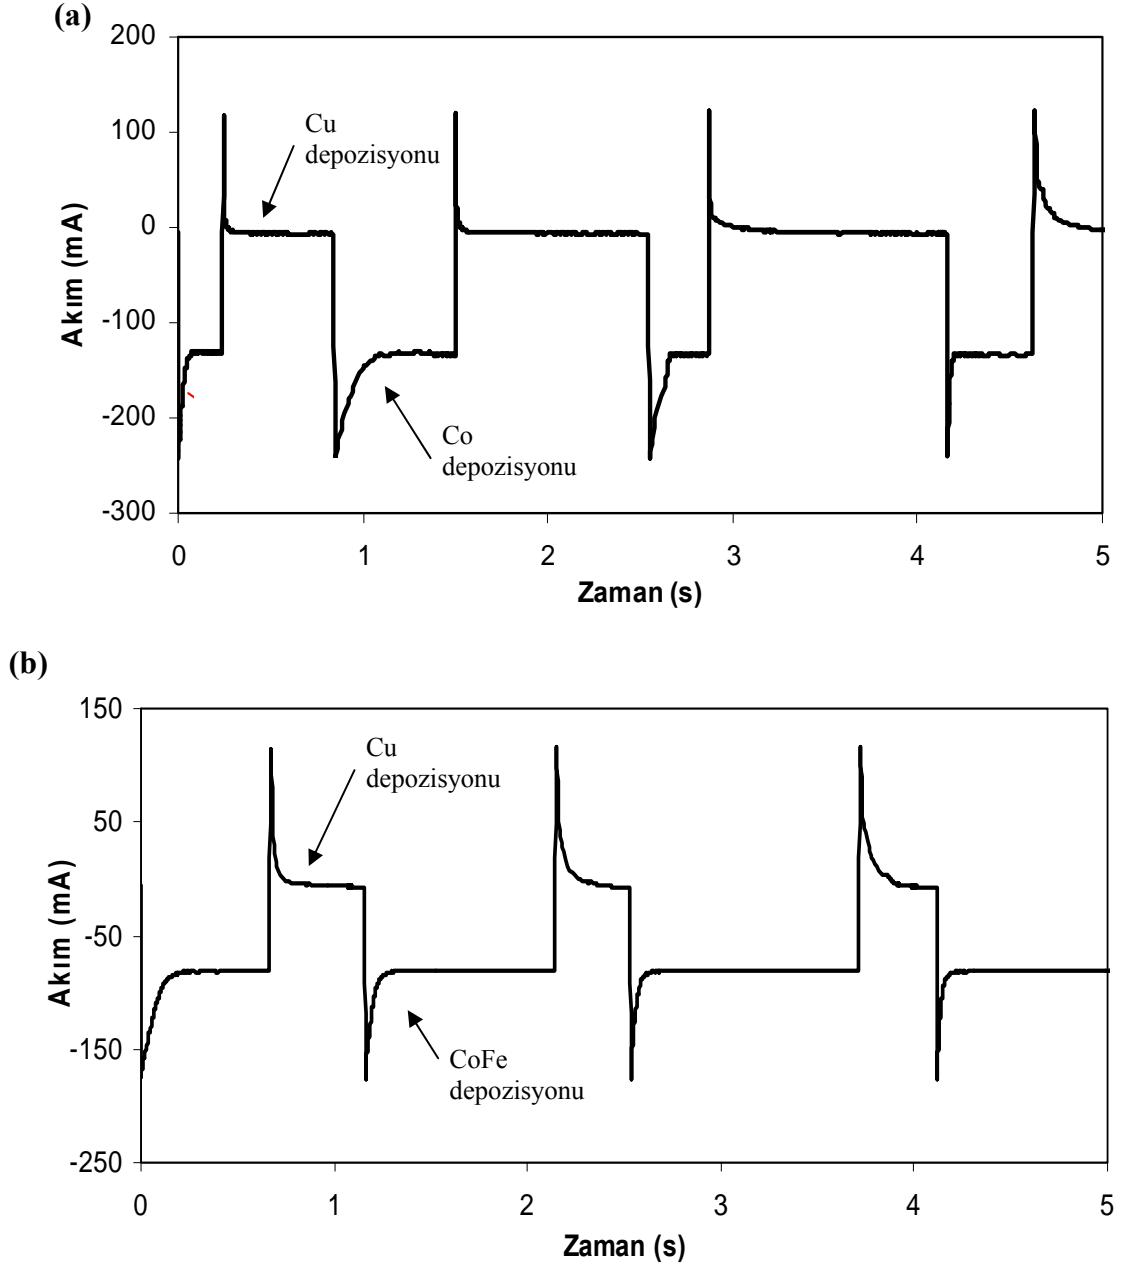 (a)
200
100
0
-100
-200
-300
Akım (mA)
Cu
depozisyonu
Co
depozisyonu
0 1 2 3 4 5
Zaman (s)
(b)
150
50
-50
-150
-250
Akım (mA)
Cu
depozisyonu
CoFe
depozisyonu
0 1 2 3 4 5
Zaman (s)